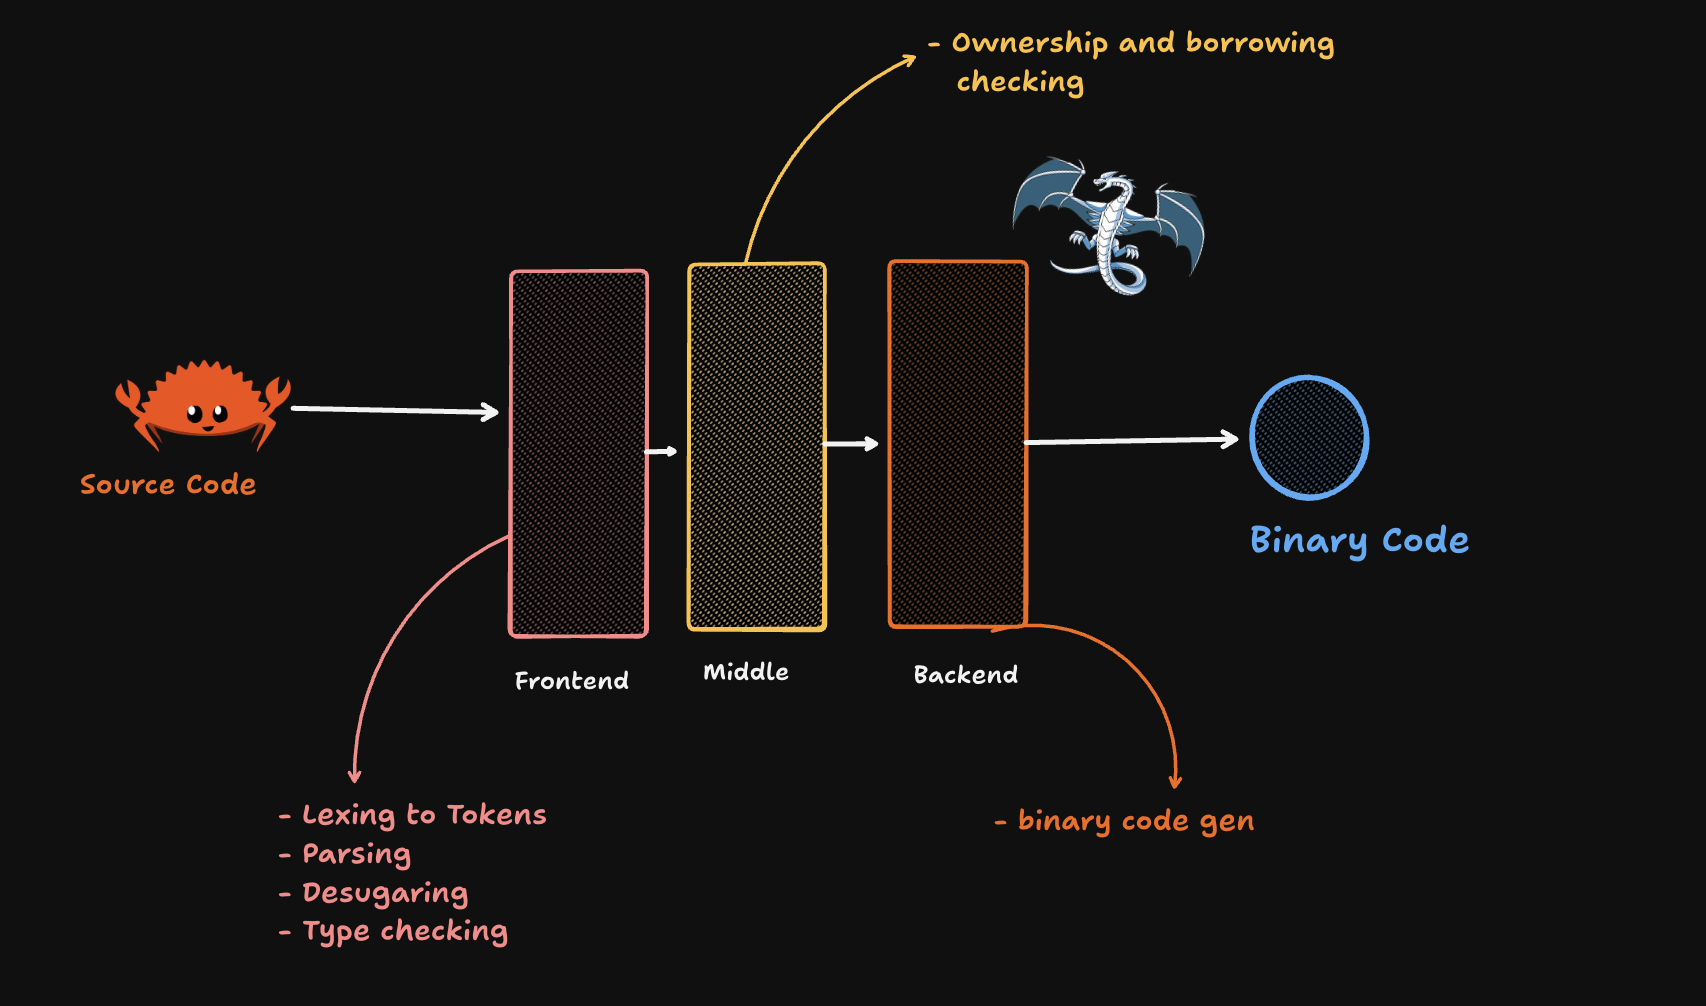 - Ownership and borrowing
checking
Source Code
Binary Code
Frontend
Middle
Backend
- Lexing to Tokens
- Parsing
- Desugaring
- Type checking
- binary code gen